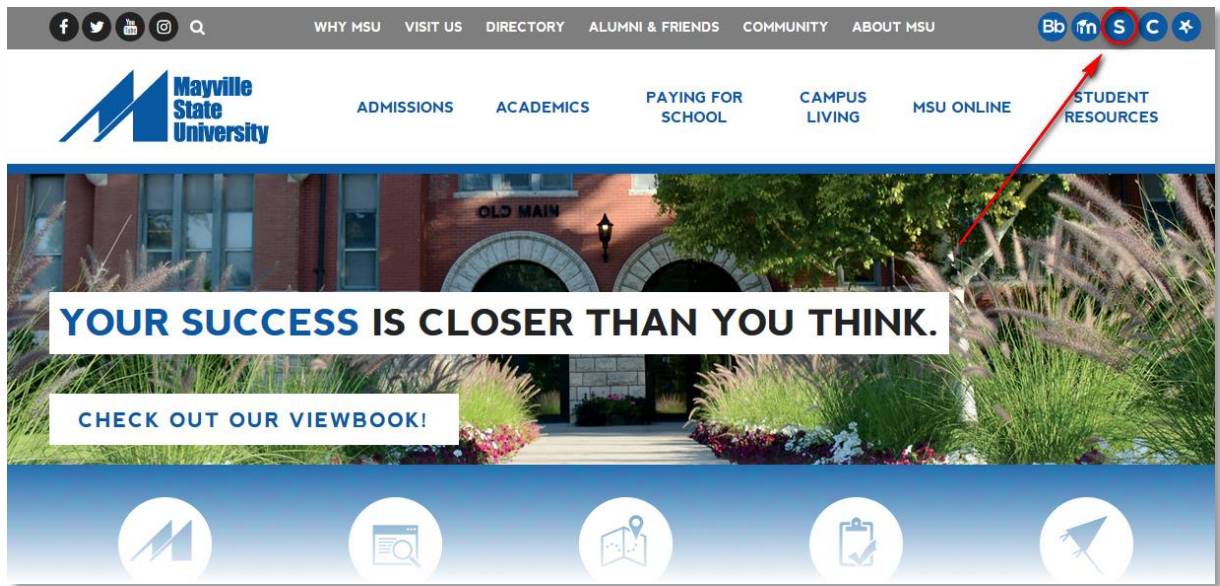 f You Tube WHY MSU VISIT US DIRECTORY ALUMNI & FRIENDS COMMUNITY ABOUT MSU Bb m S C
Mayville
State
University
ADMISSIONS ACADEMICS PAYING FOR SCHOOL CAMPUS LIVING MSU ONLINE STUDENT RESOURCES
OLD MAIN
YOUR SUCCESS IS CLOSER THAN YOU THINK.
CHECK OUT OUR VIEWBOOK!